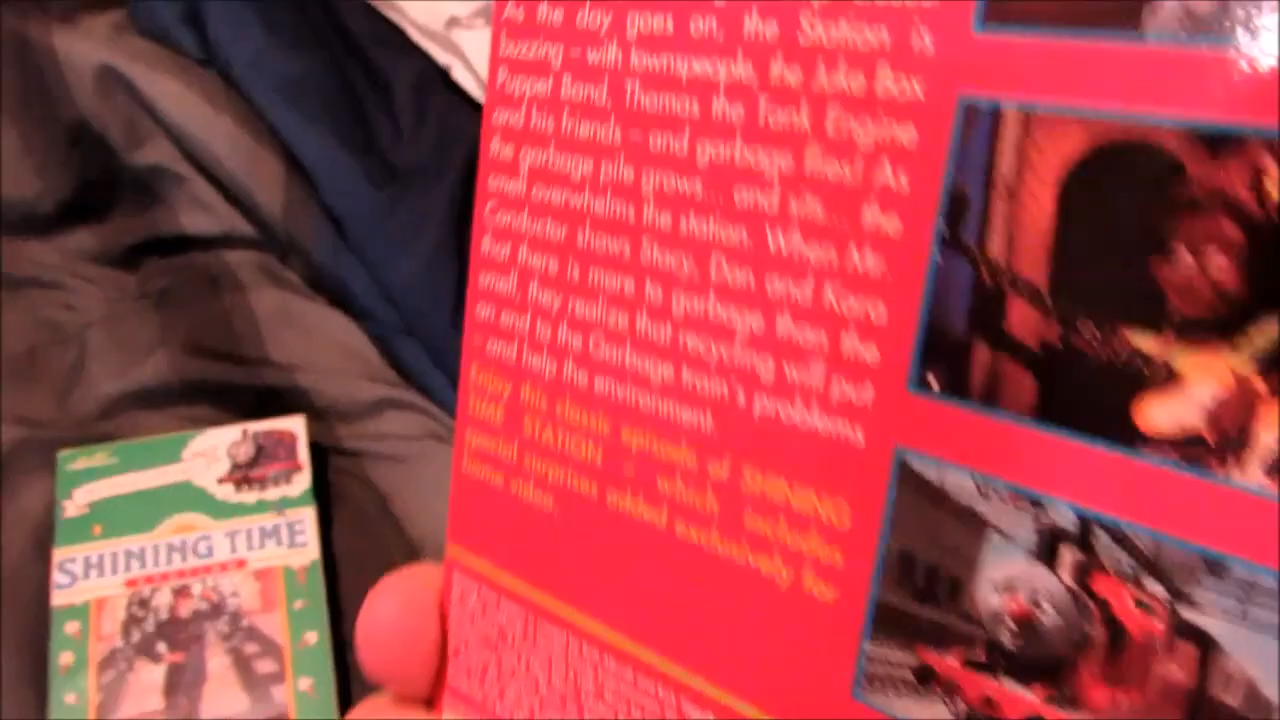 As the day goes on, the Station is
buzzing – with townspeople, the Juke Box
Puppet Band, Thomas the Tank Engine
and his friends – and garbage flies! As
the garbage pile grows... and sits... the
smell overwhelms the station. When Mr.
Conductor shows Stacy, Dan and Kara
that there is more to garbage than the
smell, they realize that recycling will put
an end to the Garbage train's problems
– and help the environment.
Enjoy this classic episode of SHINING
TIME STATION – which includes
special surprises added exclusively for
home video.
SHINING TIME
STATION